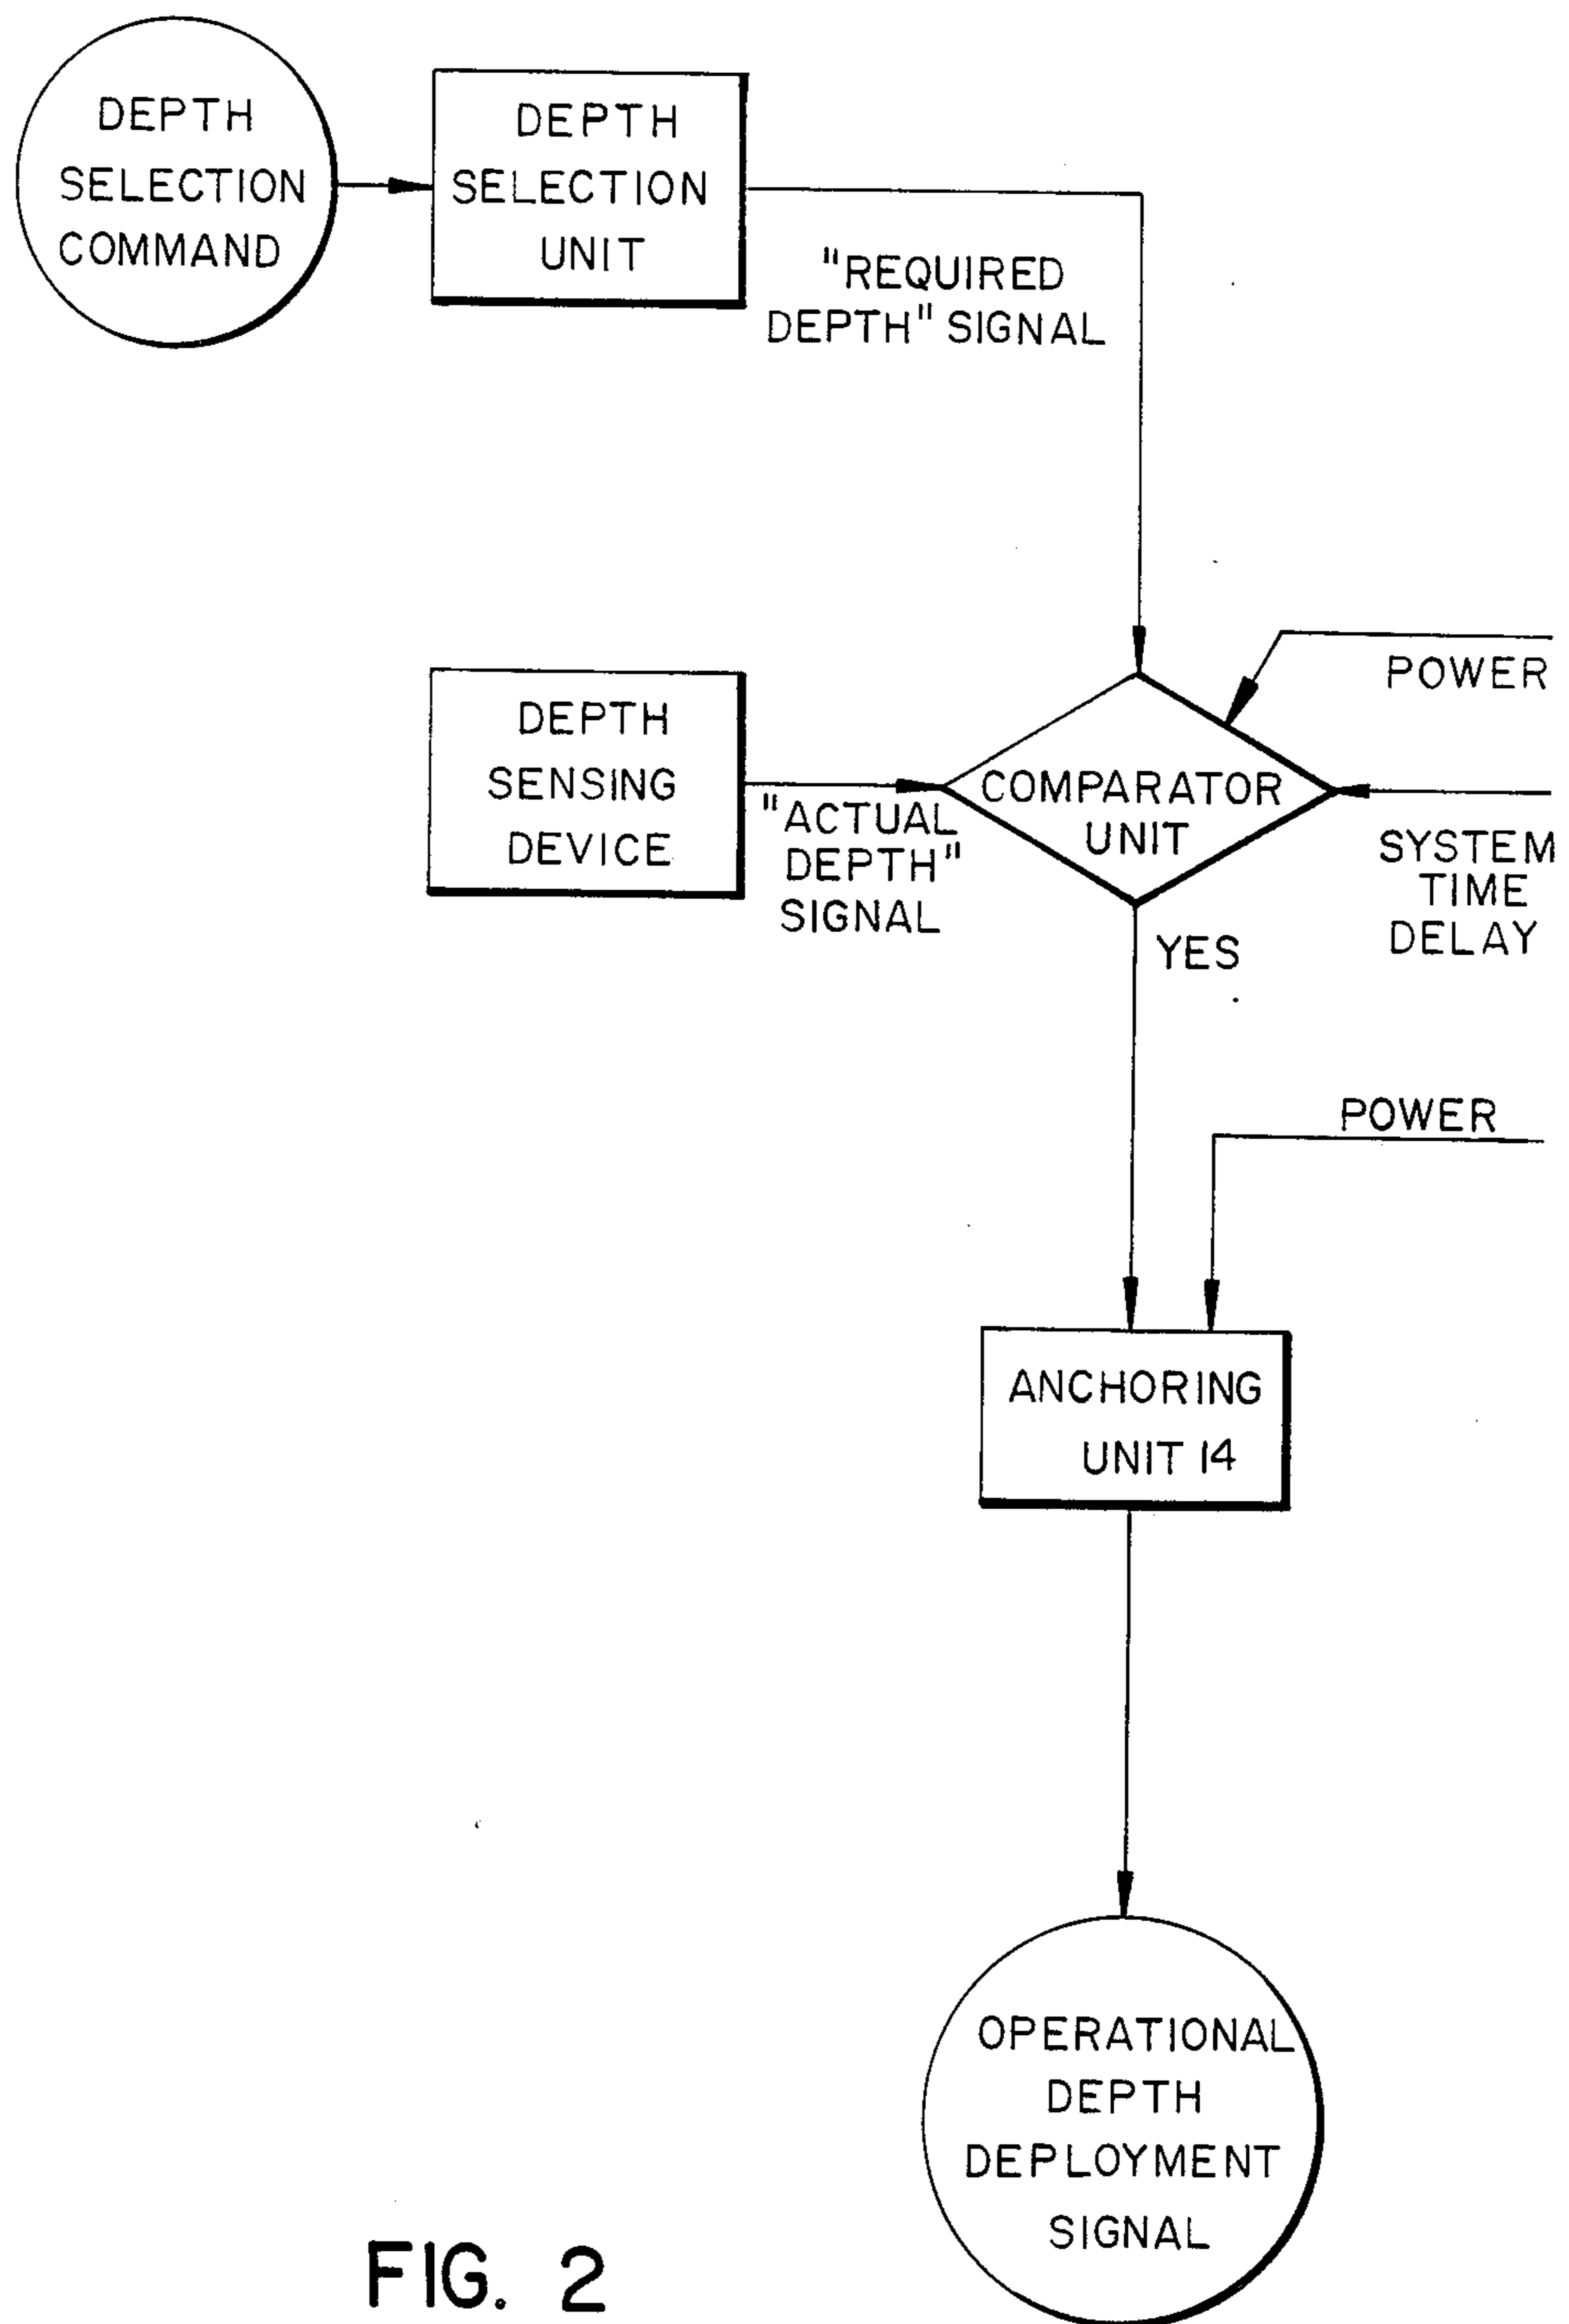 DEPTH
SELECTION
COMMAND
DEPTH
SELECTION
UNIT
"REQUIRED
DEPTH" SIGNAL
POWER
DEPTH
SENSING
DEVICE
"ACTUAL
DEPTH"
SIGNAL
COMPARATOR
UNIT
SYSTEM
TIME
DELAY
YES
POWER
ANCHORING
UNIT 14
OPERATIONAL
DEPTH
DEPLOYMENT
SIGNAL
FIG. 2